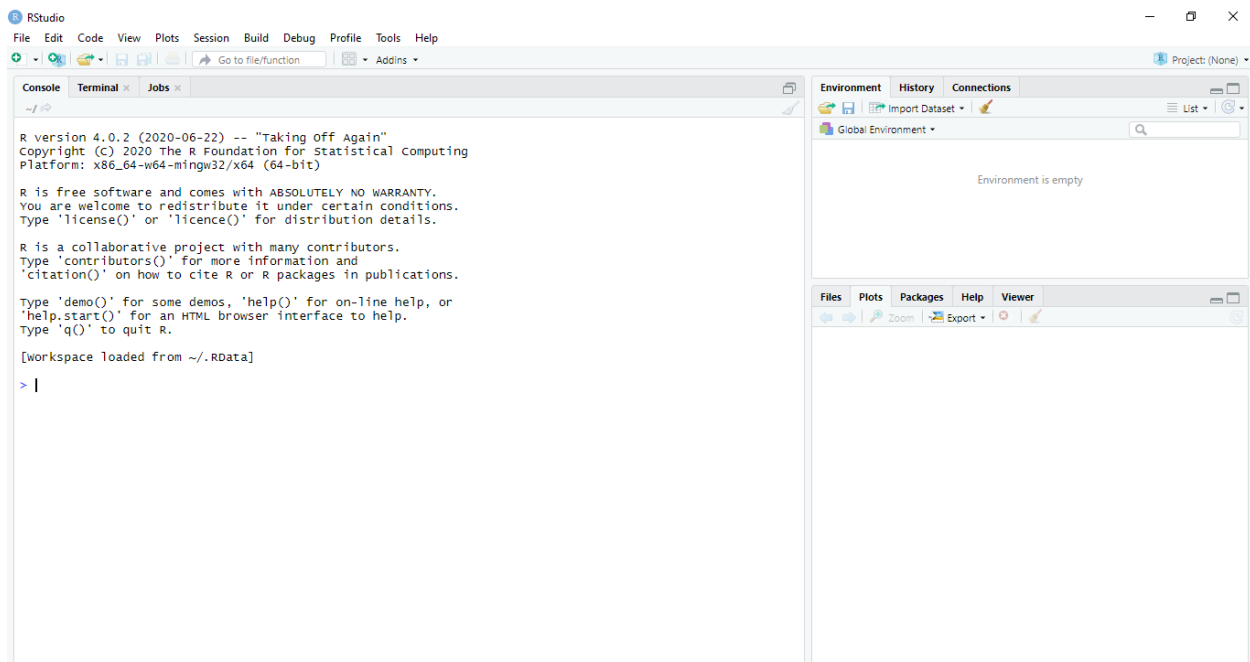 RStudio
File Edit Code View Plots Session Build Debug Profile Tools Help
Go to file/function Addins Project: (None)
Console Terminal Jobs
~/
R version 4.0.2 (2020-06-22) -- "Taking Off Again"
Copyright (C) 2020 The R Foundation for Statistical Computing
Platform: x86_64-w64-mingw32/x64 (64-bit)
R is free software and comes with ABSOLUTELY NO WARRANTY.
You are welcome to redistribute it under certain conditions.
Type 'license()' or 'licence()' for distribution details.
R is a collaborative project with many contributors.
Type 'contributors()' for more information and
'citation()' on how to cite R or R packages in publications.
Type 'demo()' for some demos, 'help()' for on-line help, or
'help.start()' for an HTML browser interface to help.
Type 'q()' to quit R.
[Workspace loaded from ~/.RData]
>
Environment History Connections
Import Dataset List
Global Environment
Environment is empty
Files Plots Packages Help Viewer
Zoom Export